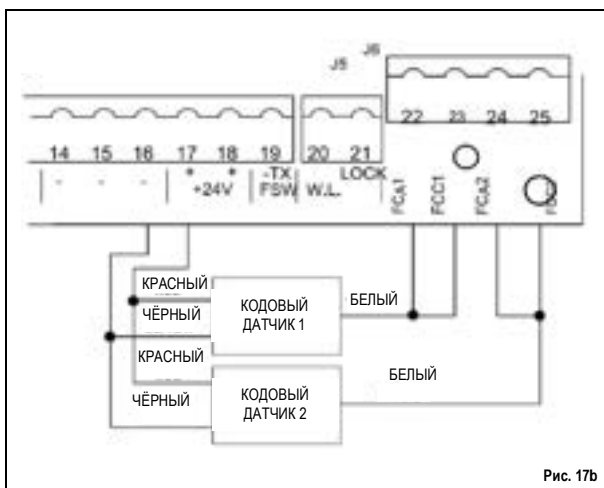 J5 J6
22 23 24 25
14 15 16 17 18 19 20 21
- - - * * -TX LOCK
+24V FSW W.L.
FCA1 FCC1 FCA2
КРАСНЫЙ
ЧЁРНЫЙ
КОДОВЫЙ
ДАТЧИК 1
БЕЛЫЙ
КРАСНЫЙ
ЧЁРНЫЙ
КОДОВЫЙ
ДАТЧИК 2
БЕЛЫЙ
Рис. 17b